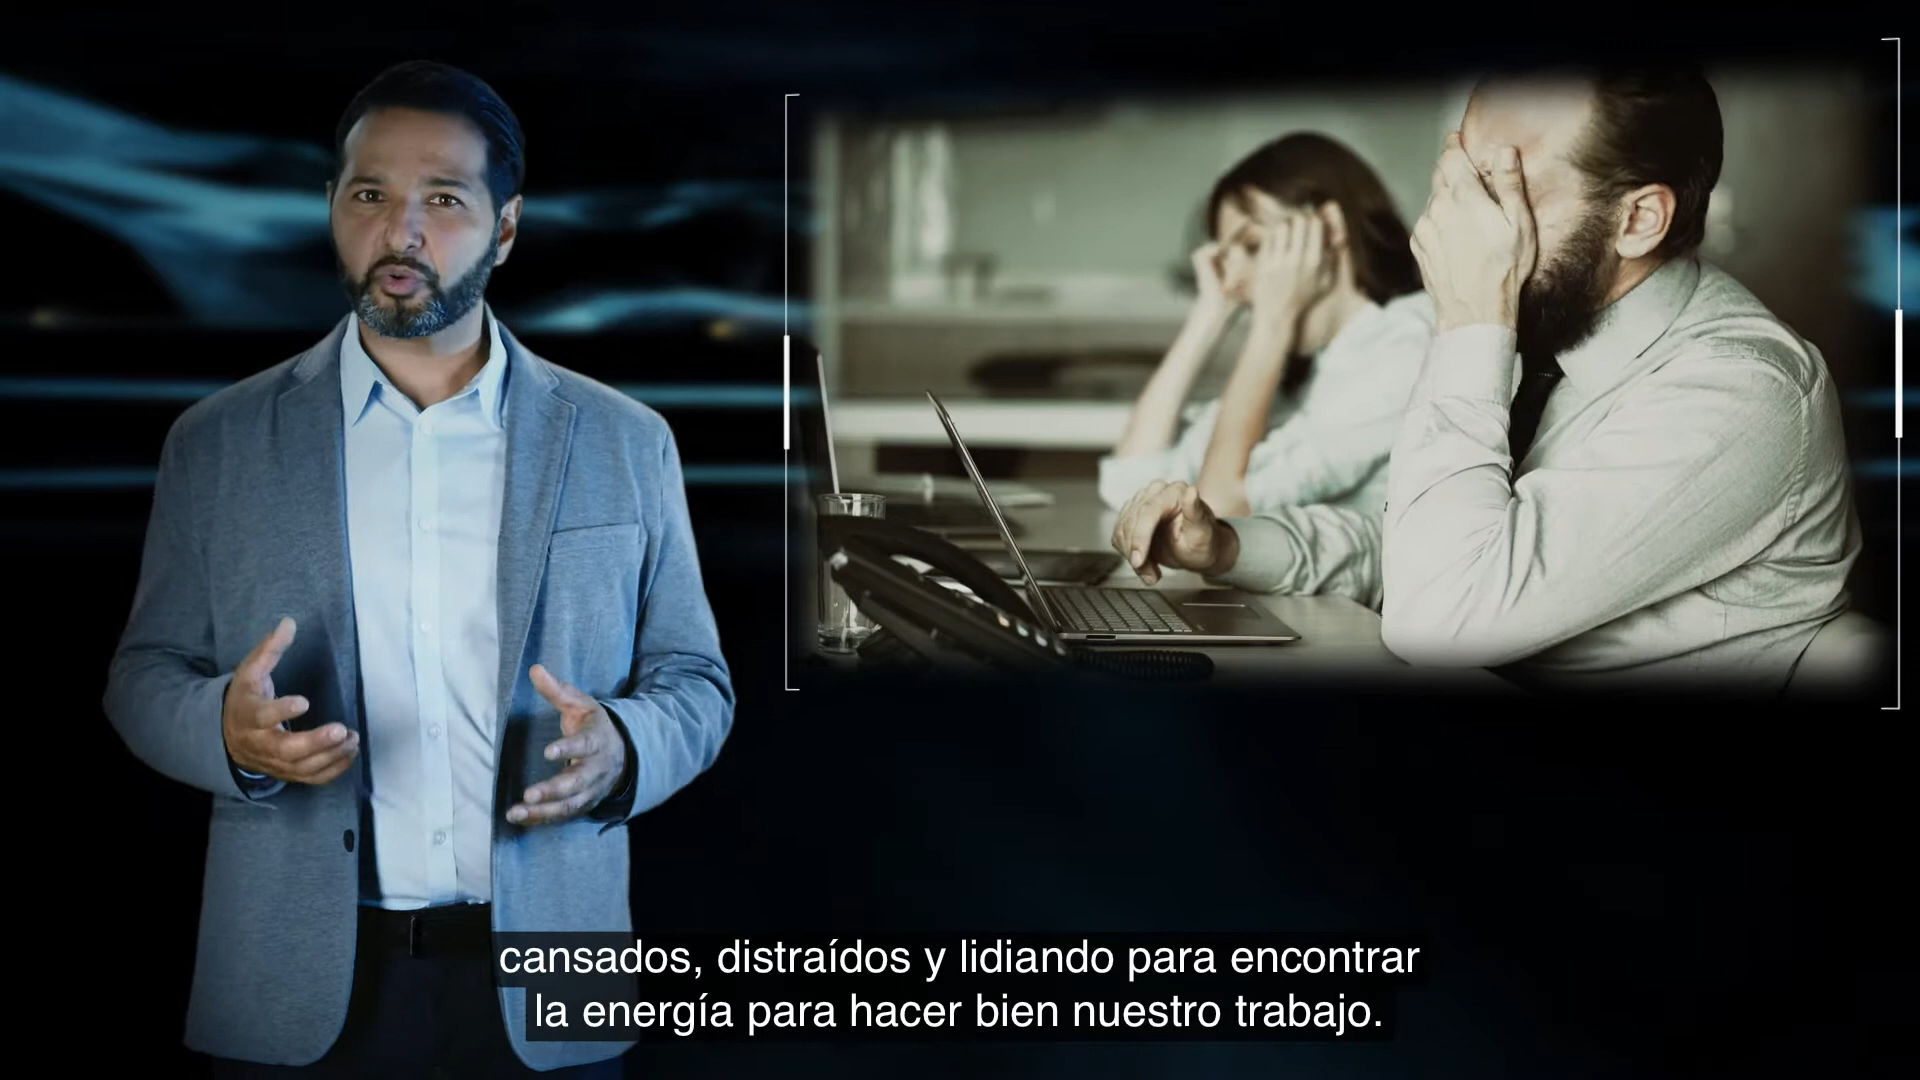 cansados, distraídos y lidiando para encontrar
la energía para hacer bien nuestro trabajo.